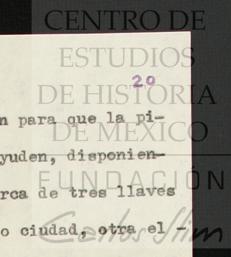 CENTRO DE
ESTUDIOS
20
DE HISTORIA
n para que la pi-
DE MEXICO
yuden, disponien-
FUNDACIÓN
rca de tres llaves
o ciudad, otra el -
Carlos Slim